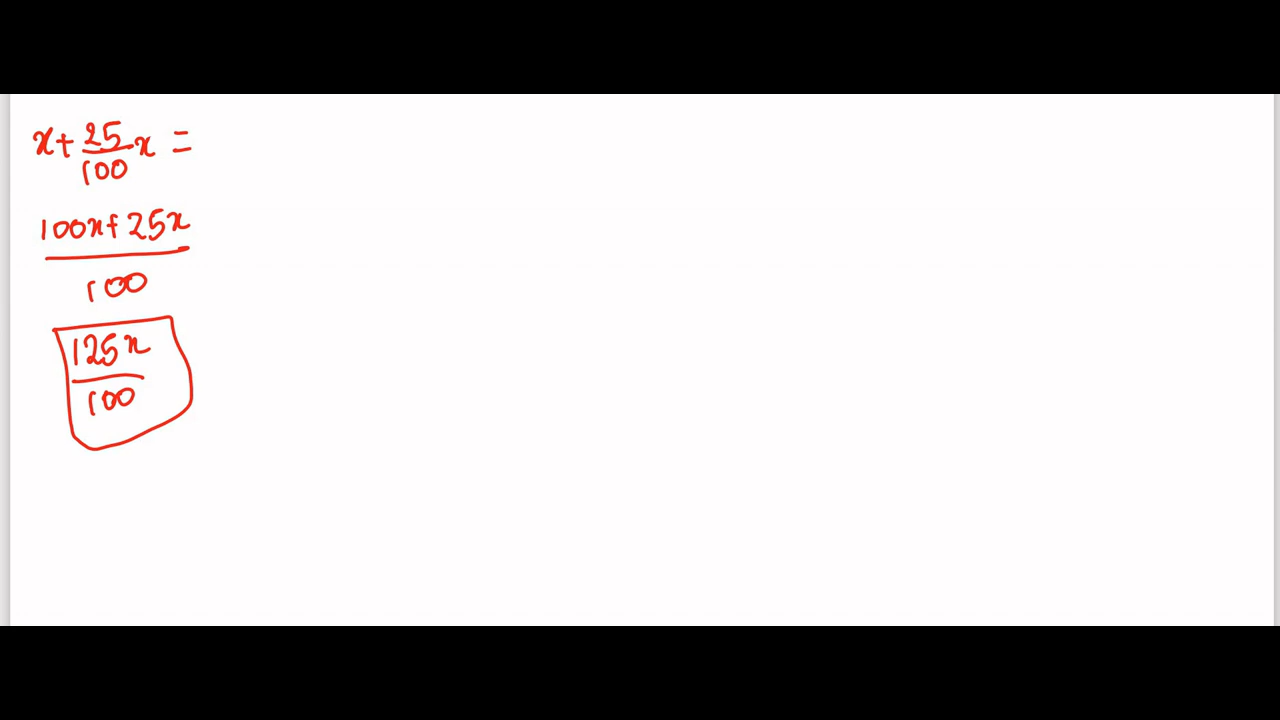 x + 25/100 x =
100x + 25x
100
125x
100